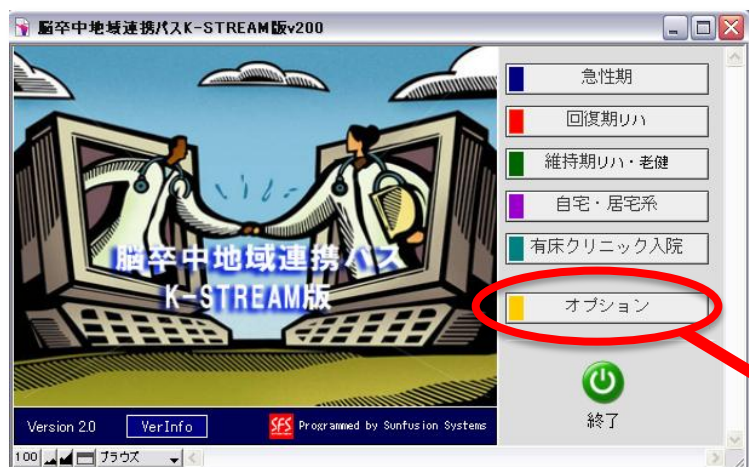 脳卒中地域連携パスK-STREAM版v200
急性期
回復期リハ
維持期リハ・老健
自宅・居宅系
有床クリニック入院
オプション
終了
脳卒中地域連携パス
K-STREAM版
Version 2.0
VerInfo
SFS Programmed by Sunfusion Systems
100
ブラウズ